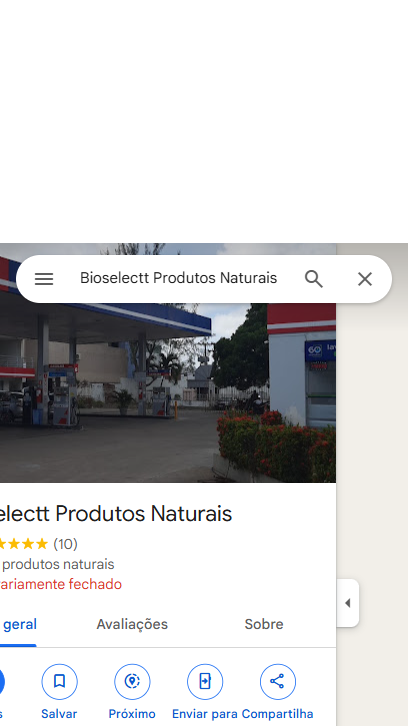 Bioselectt Produtos Naturais
60
electt Produtos Naturais
(10)
produtos naturais
ariamente fechado
geral Avaliações Sobre
s Salvar Próximo Enviar para Compartilha